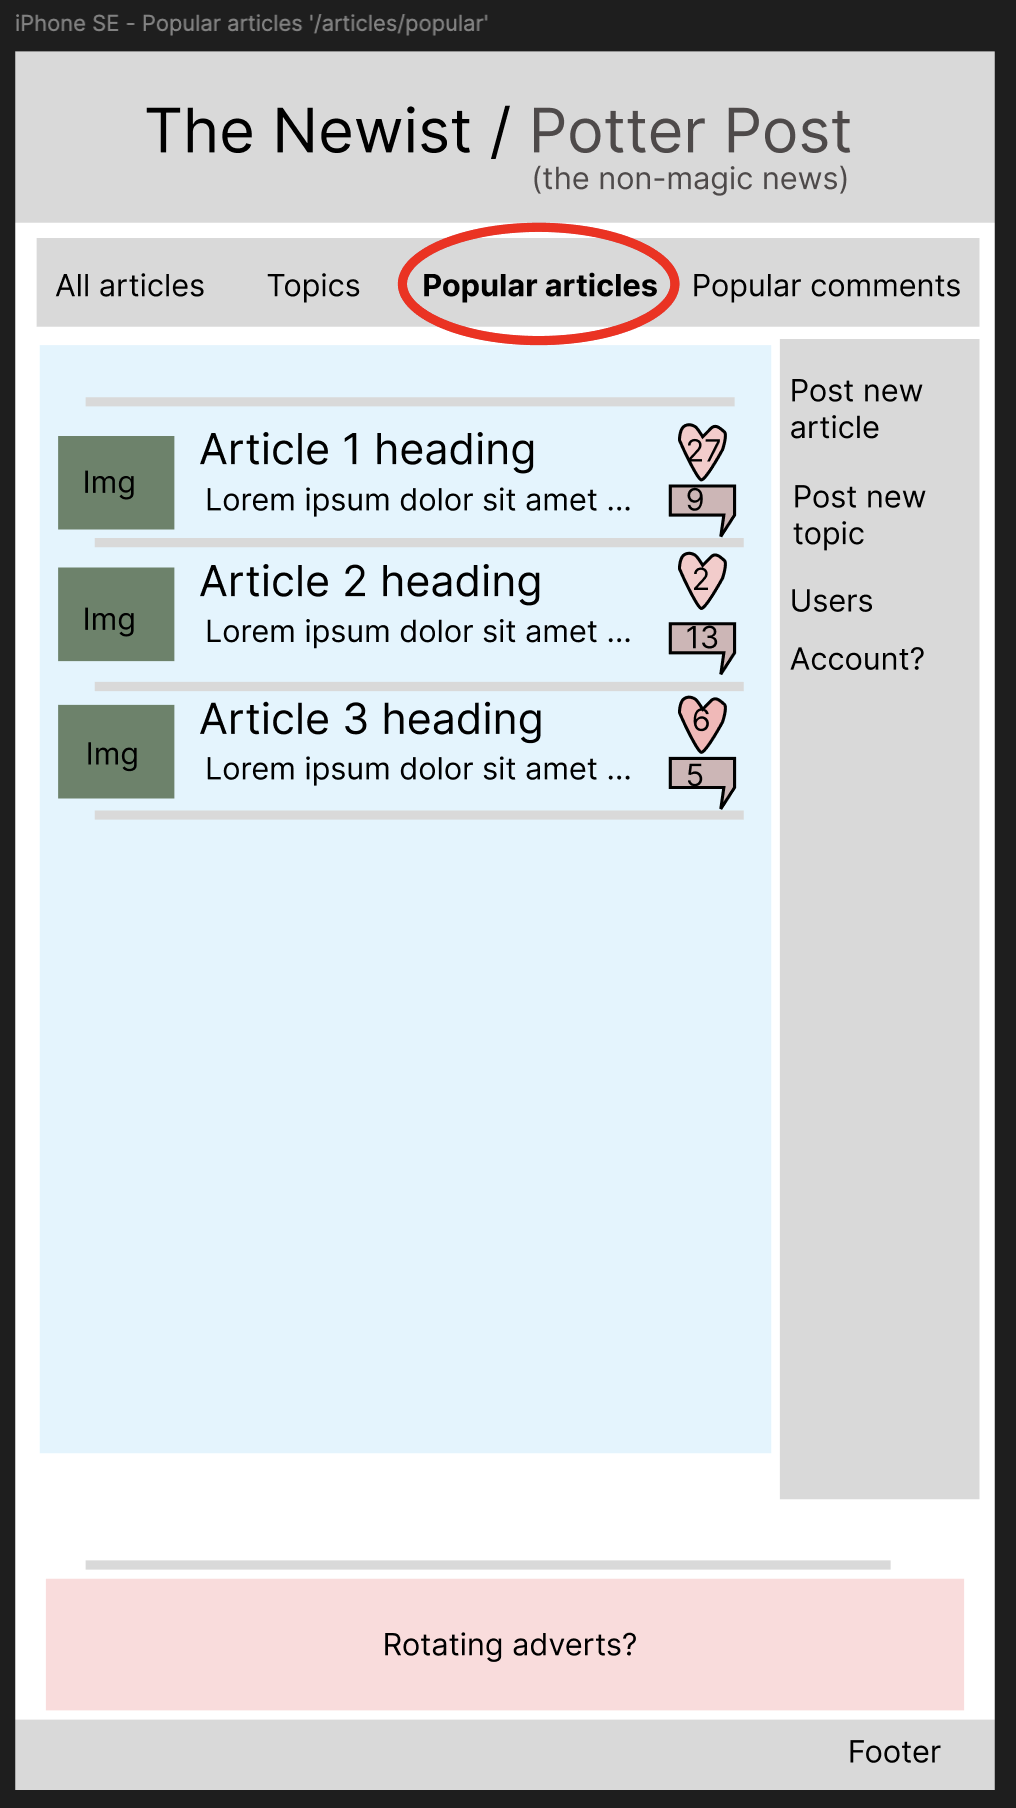 iPhone SE - Popular articles '/articles/popular'
The Newist / Potter Post
(the non-magic news)
All articles Topics Popular articles Popular comments
Post new
article
Post new
topic
Users
Account?
Img
Article 1 heading
Lorem ipsum dolor sit amet ...
27
9
Img
Article 2 heading
Lorem ipsum dolor sit amet ...
2
13
Img
Article 3 heading
Lorem ipsum dolor sit amet ...
6
5
Rotating adverts?
Footer